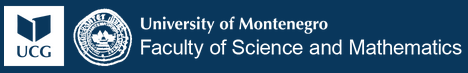 University of Montenegro
UCG
Faculty of Science and Mathematics